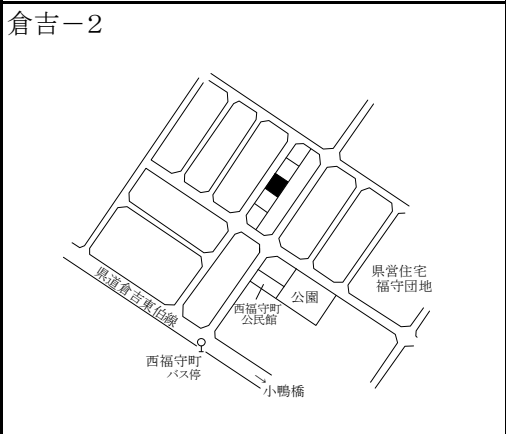 倉吉－2
県営住宅
福守団地
公園
県道倉吉東伯線
西福守町
公民館
西福守町
バス停
→
小鴨橋